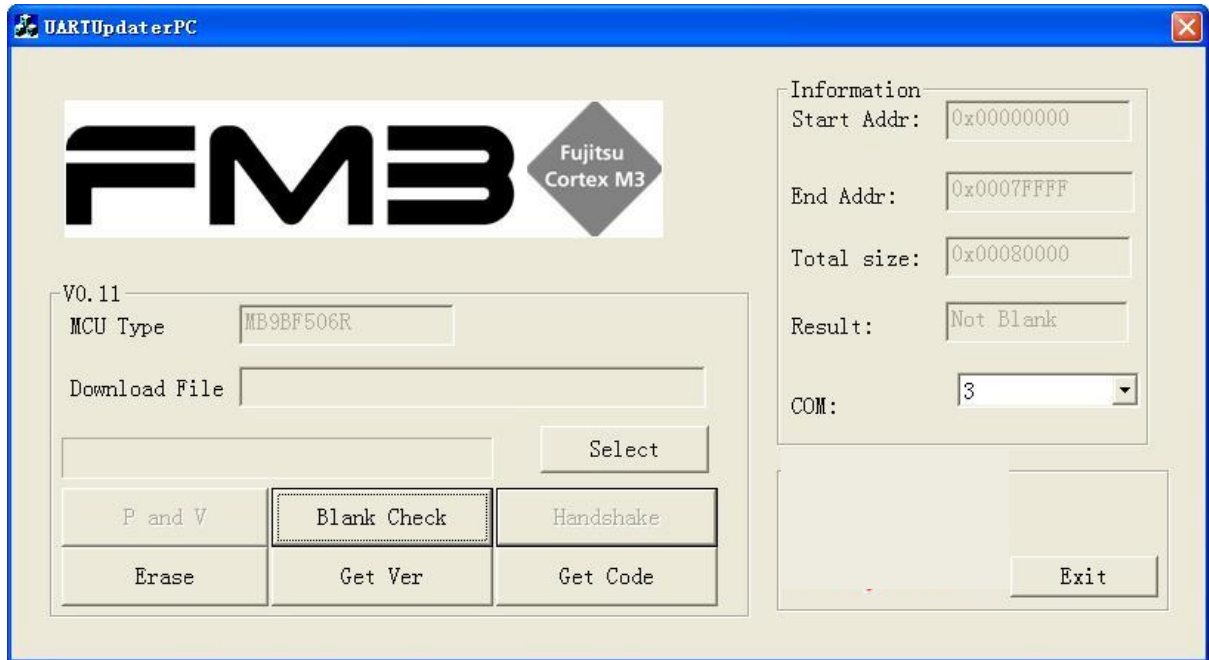 UARTUpdaterPC
FM3
Fujitsu
Cortex M3
V0.11
MCU Type MB9BF506R
Download File
Select
P and V Blank Check Handshake
Erase Get Ver Get Code
Information
Start Addr: 0x00000000
End Addr: 0x0007FFFF
Total size: 0x00080000
Result: Not Blank
COM: 3
Exit